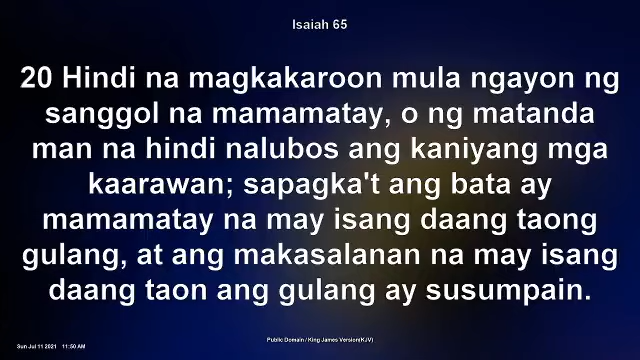 Isaiah 65
20 Hindi na magkakaroon mula ngayon ng
sanggol na mamamatay, o ng matanda
man na hindi nalubos ang kaniyang mga
kaarawan; sapagka't ang bata ay
mamamatay na may isang daang taong
gulang, at ang makasalanan na may isang
daang taon ang gulang ay susumpain.
Public Domain / King James Version(KJV)
Sun Jul 11 2021 11:50 AM